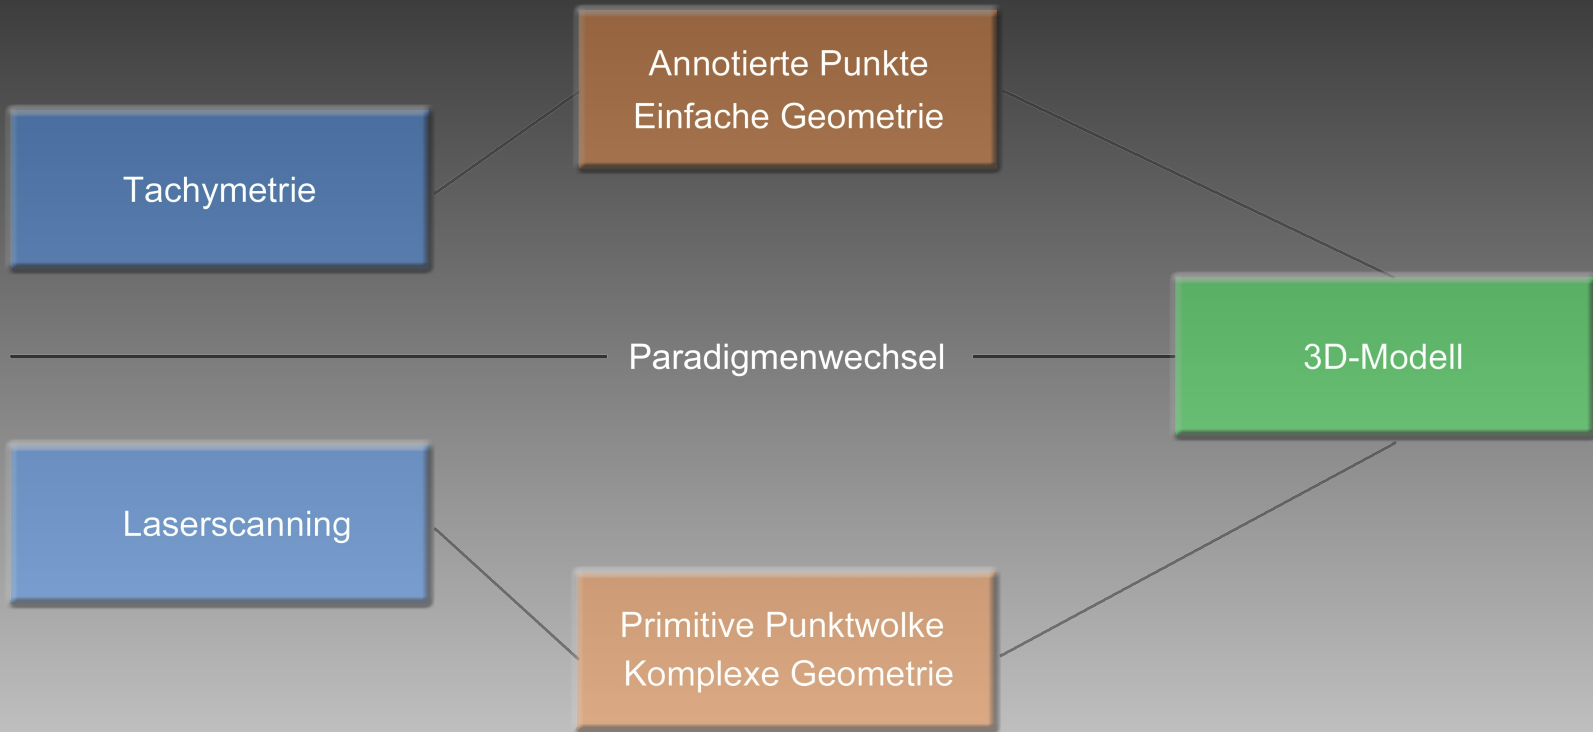 Annotierte Punkte
Einfache Geometrie
Tachymetrie
Paradigmenwechsel
3D-Modell
Laserscanning
Primitive Punktwolke
Komplexe Geometrie